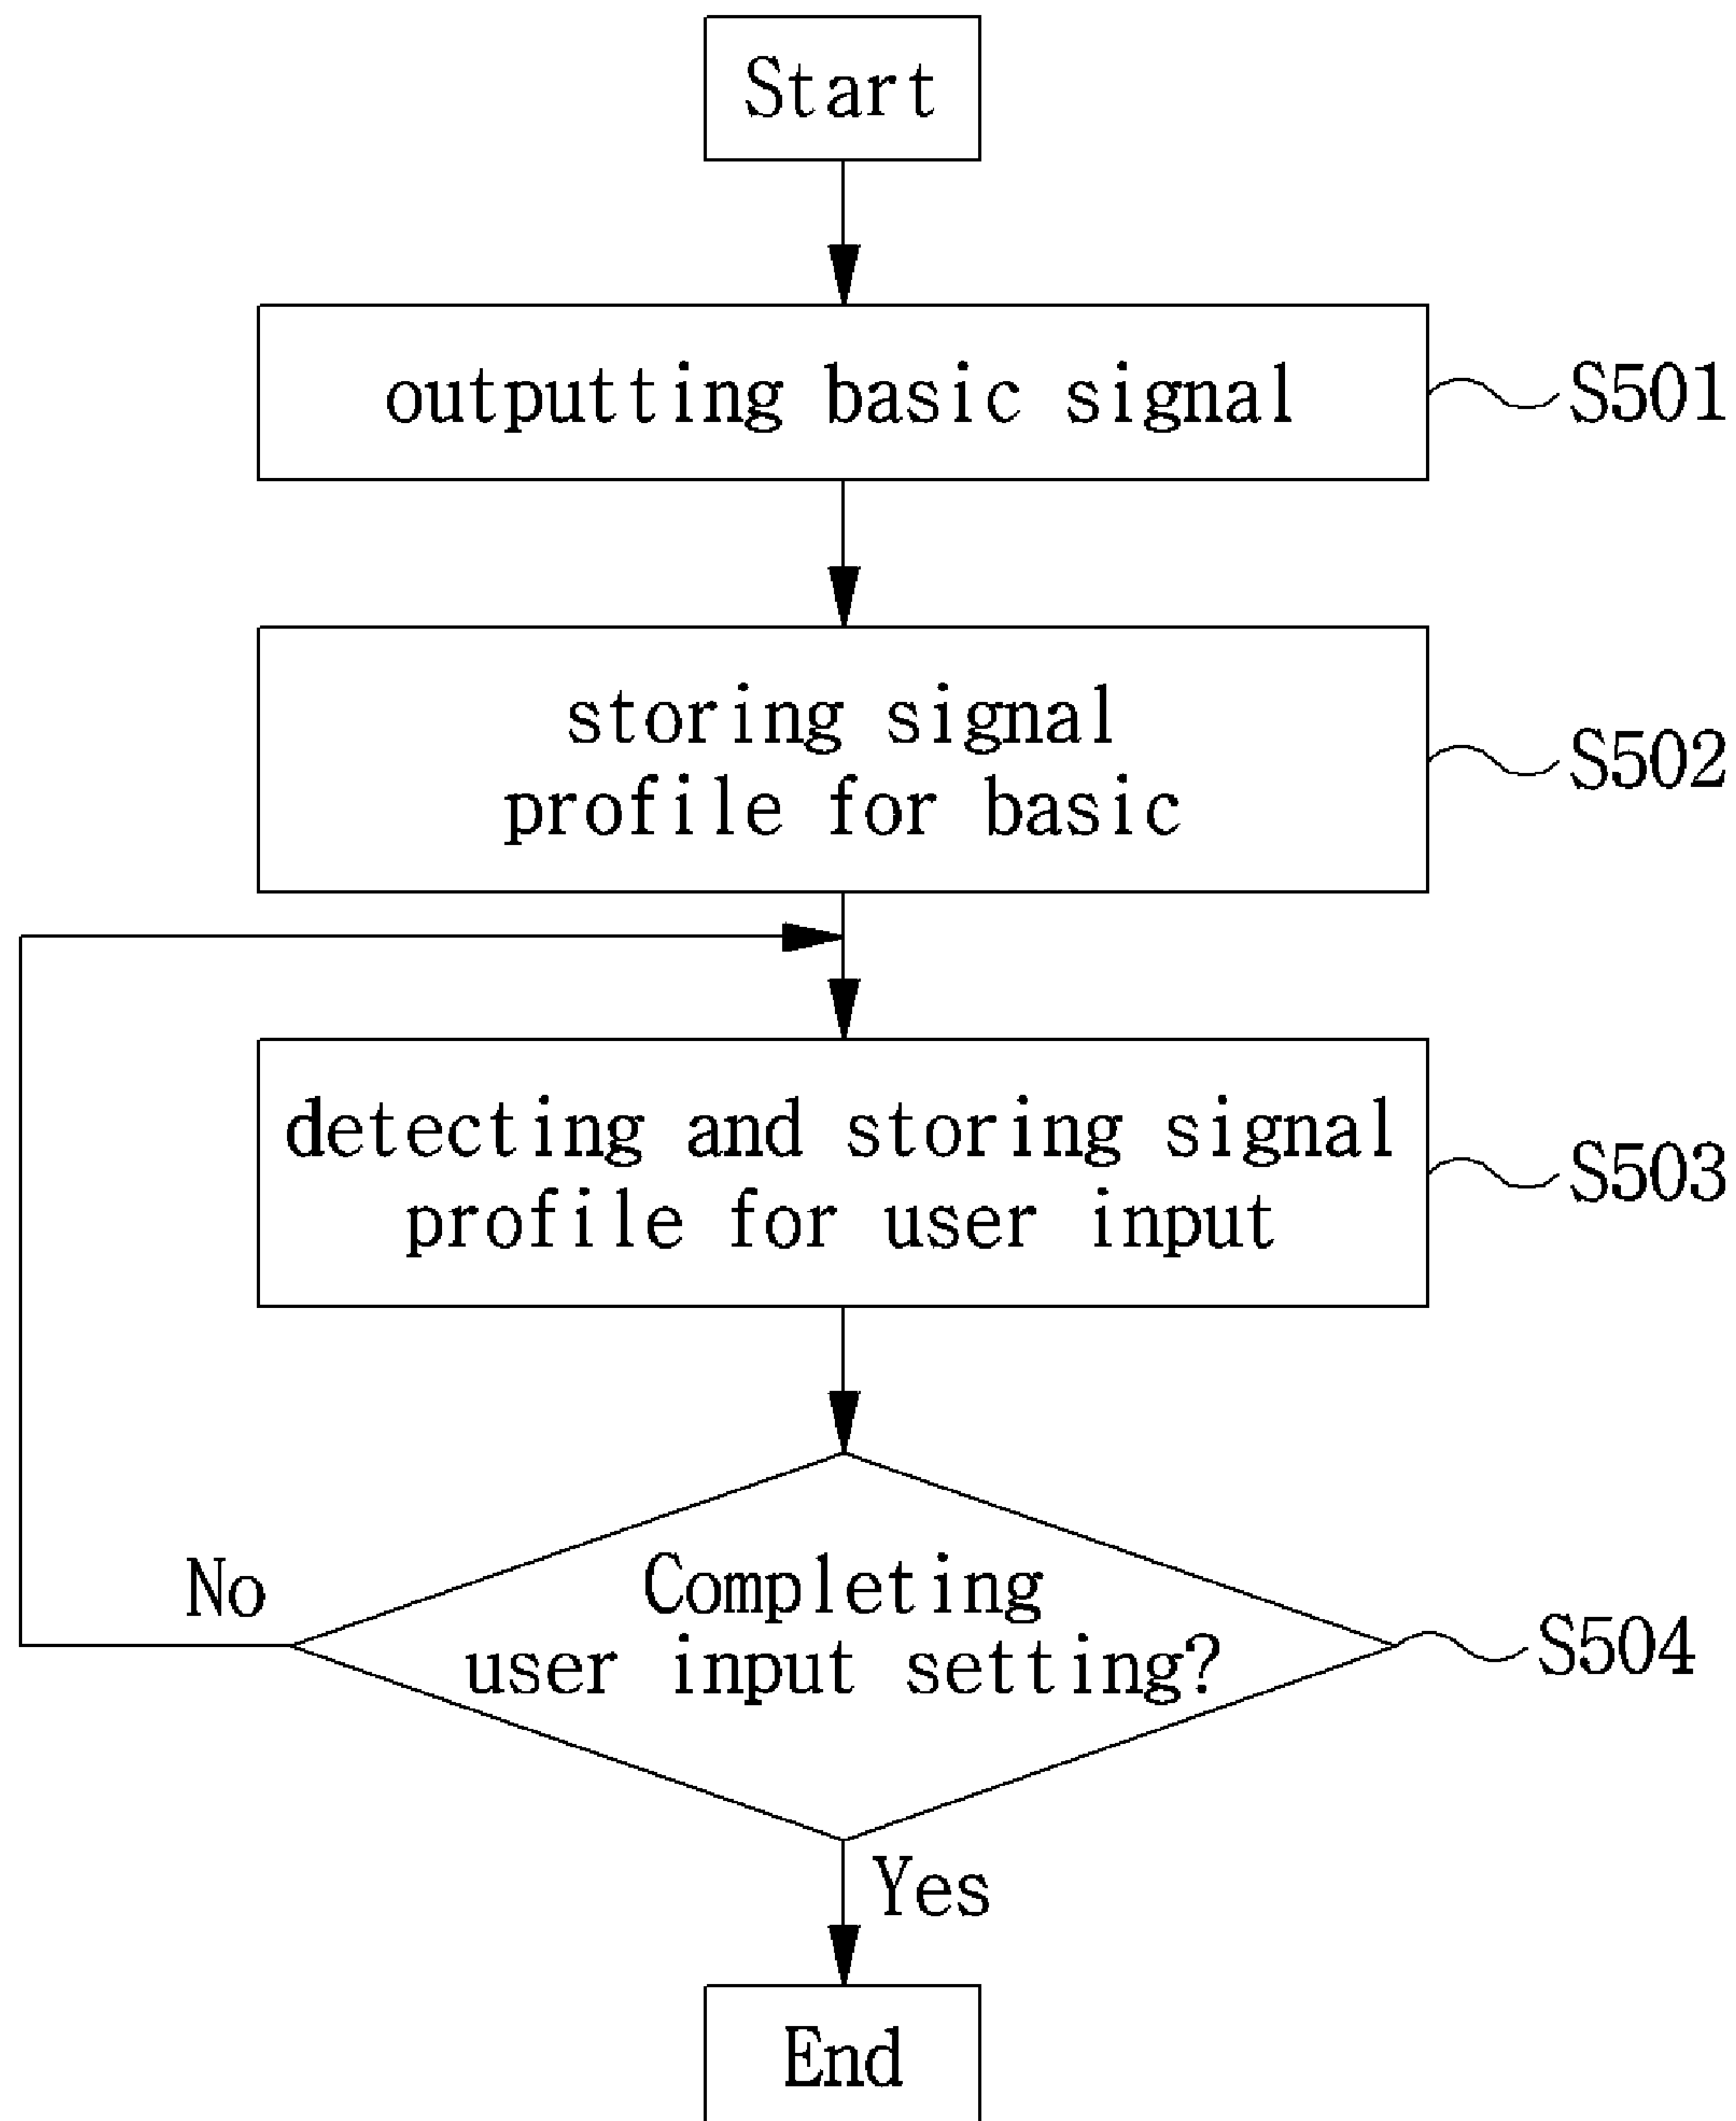 Start
outputting basic signal
S501
storing signal
profile for basic
S502
detecting and storing signal
profile for user input
S503
No
Completing
user input setting?
S504
Yes
End